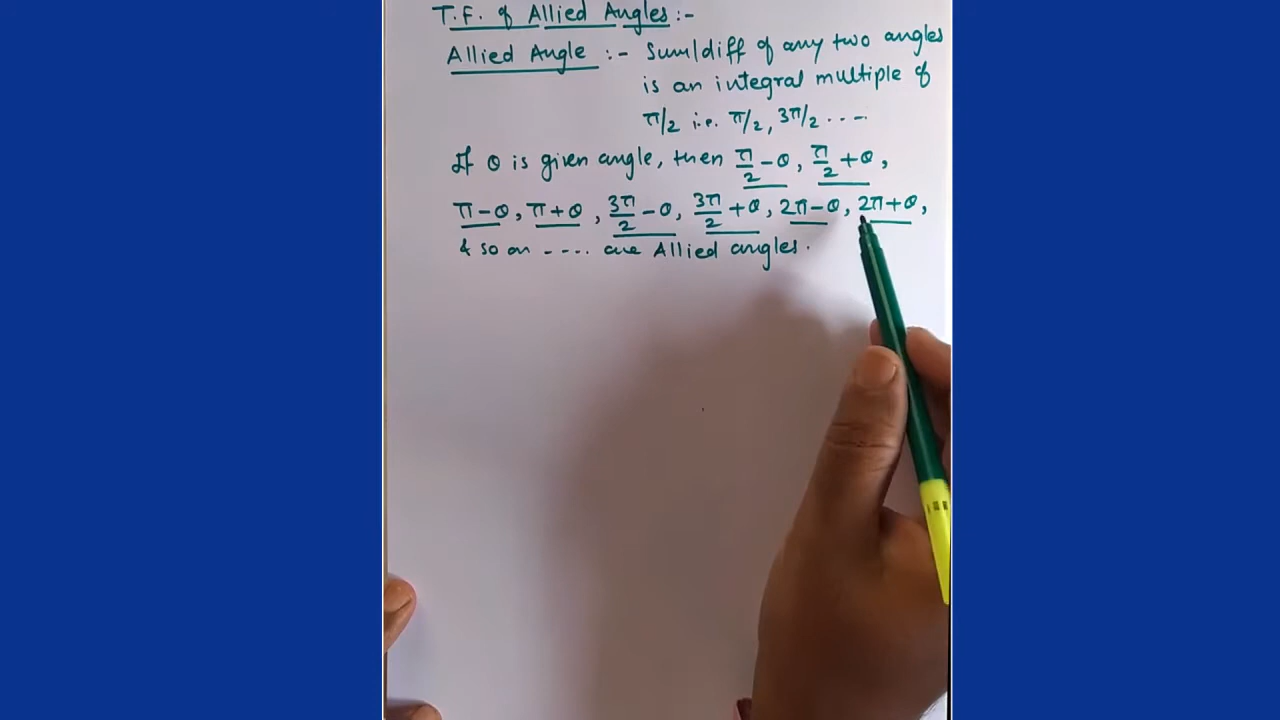 T.F. of Allied Angles :-
Allied Angle :- Sum/diff of any two angles
is an integral multiple of
π/2 i.e. π/2, 3π/2 ....
If θ is given angle, then π/2 - θ, π/2 + θ,
π-θ, π+θ, 3π/2 - θ, 3π/2 + θ, 2π-θ, 2π+θ,
& so on ---.. are Allied angles.